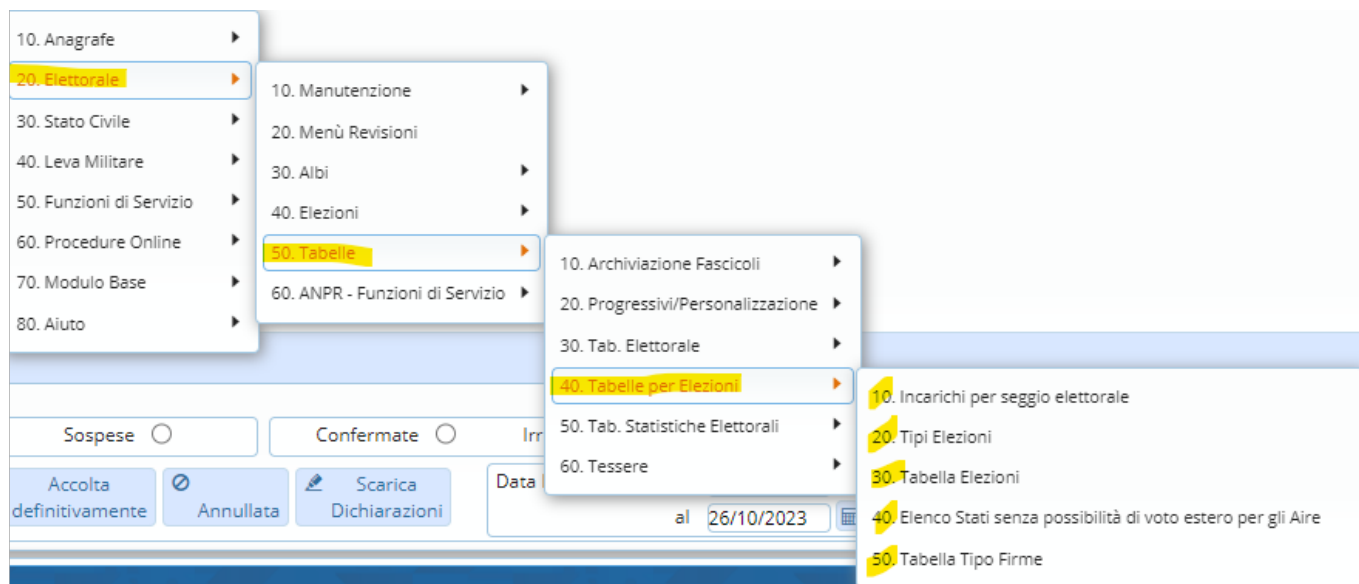 10. Anagrafe
20. Elettorale
30. Stato Civile
40. Leva Militare
50. Funzioni di Servizio
60. Procedure Online
70. Modulo Base
80. Aiuto
10. Manutenzione
20. Menù Revisioni
30. Albi
40. Elezioni
50. Tabelle
60. ANPR - Funzioni di Servizio
10. Archiviazione Fascicoli
20. Progressivi/Personalizzazione
30. Tab. Elettorale
40. Tabelle per Elezioni
50. Tab. Statistiche Elettorali
60. Tessere
10. Incarichi per seggio elettorale
20. Tipi Elezioni
30. Tabella Elezioni
40. Elenco Stati senza possibilità di voto estero per gli Aire
50. Tabella Tipo Firme
Sospese
Confermate
Accolta
definitivamente
Annullata
Scarica
Dichiarazioni
Data
al 26/10/2023